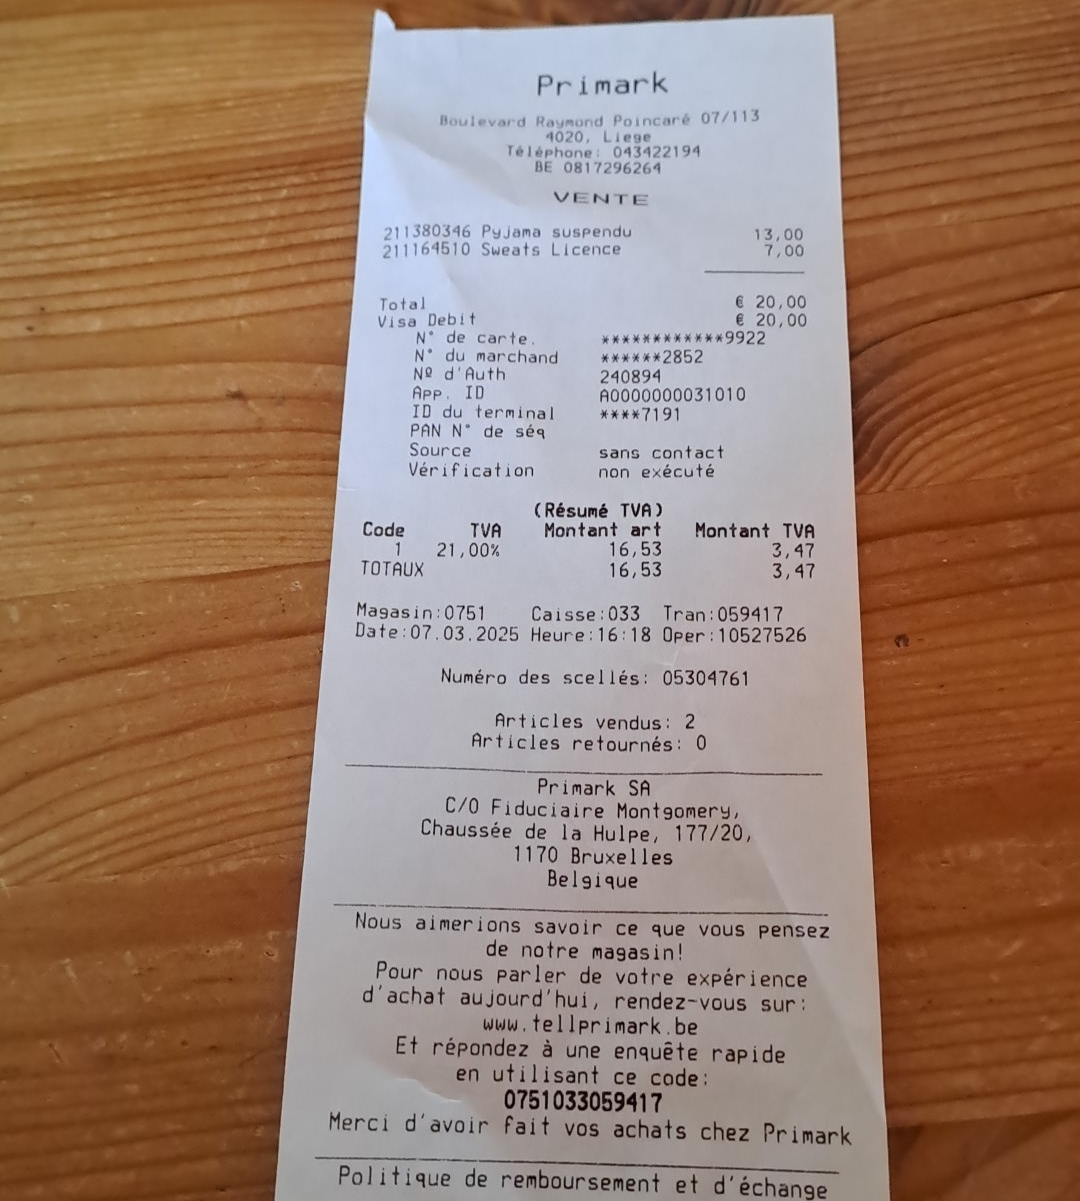 Primark
Boulevard Raymond Poincaré 07/113
4020, Liege
Téléphone: 043422194
BE 0817296264
VENTE
211380346 Pyjama suspendu 13,00
211164510 Sweats Licence 7,00
Total € 20,00
Visa Debit € 20,00
N° de carte. ************9922
N° du marchand ******2852
Nº d'Auth 240894
App. ID A0000000031010
ID du terminal ****7191
PAN N° de séq
Source sans contact
Vérification non exécuté
(Résumé TVA)
Code TVA Montant art Montant TVA
1 21,00% 16,53 3,47
TOTAUX 16,53 3,47
Magasin:0751 Caisse:033 Tran:059417
Date:07.03.2025 Heure:16:18 Oper:10527526
Numéro des scellés: 05304761
Articles vendus: 2
Articles retournés: 0
Primark SA
C/O Fiduciaire Montgomery,
Chaussée de la Hulpe, 177/20,
1170 Bruxelles
Belgique
Nous aimerions savoir ce que vous pensez
de notre magasin!
Pour nous parler de votre expérience
d'achat aujourd'hui, rendez-vous sur:
www.tellprimark.be
Et répondez à une enquête rapide
en utilisant ce code:
0751033059417
Merci d'avoir fait vos achats chez Primark
Politique de remboursement et d'échange